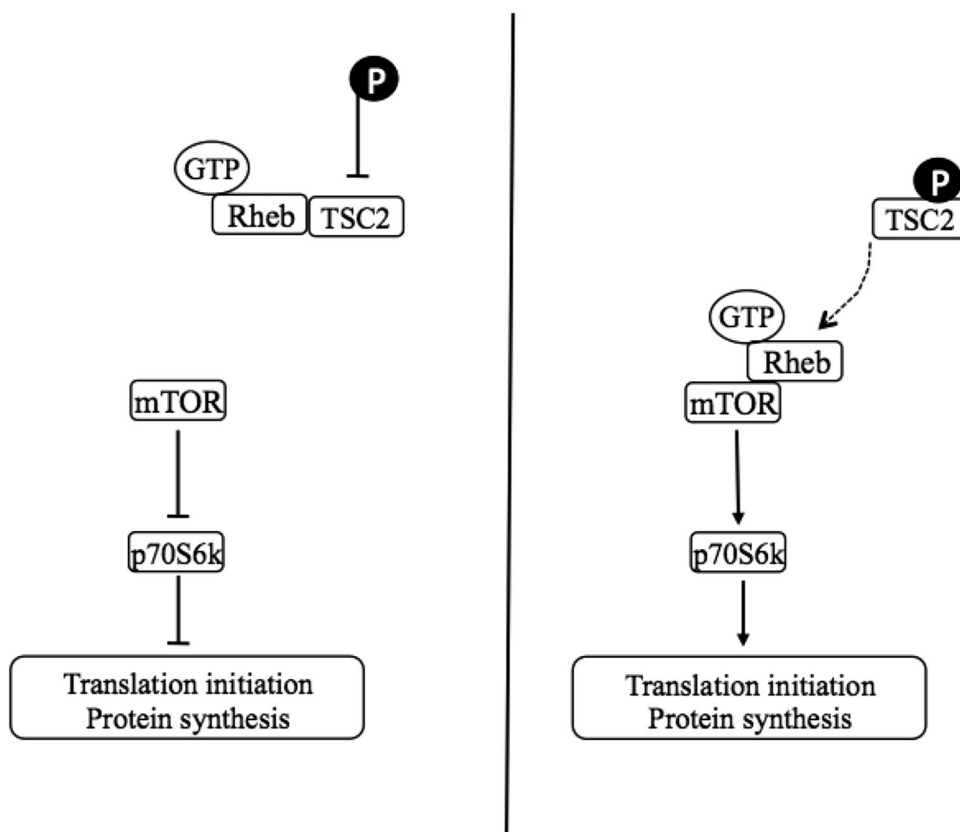 P
GTP
Rheb
TSC2
mTOR
p70S6k
Translation initiation
Protein synthesis
P
TSC2
GTP
Rheb
mTOR
p70S6k
Translation initiation
Protein synthesis